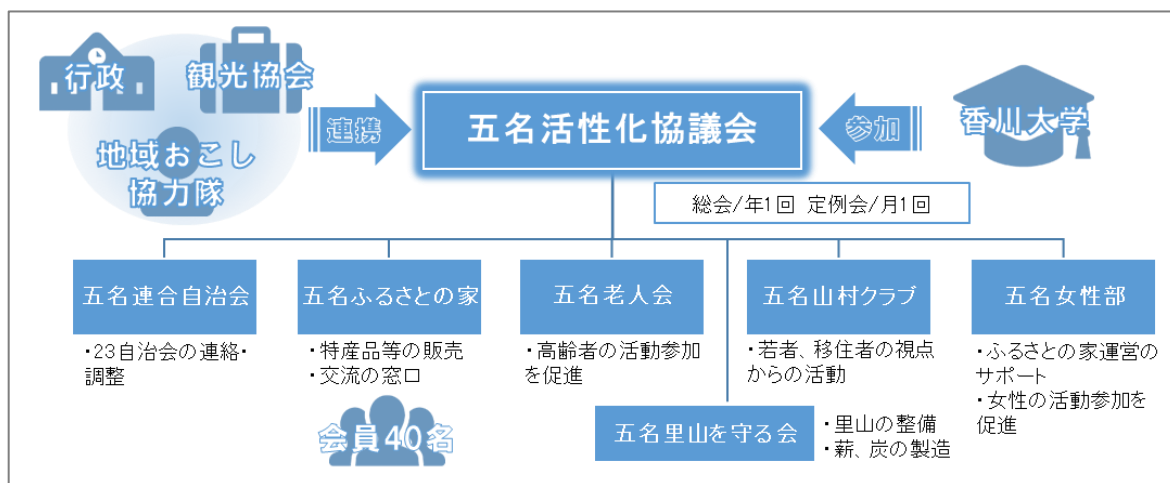 行政
観光協会
地域おこし
協力隊
連携
五名活性化協議会
参加
香川大学
総会/年1回 定例会/月1回
五名連合自治会
・23自治会の連絡・
調整
五名ふるさとの家
・特産品等の販売
・交流の窓口
会員40名
五名老人会
・高齢者の活動参加
を促進
五名山村クラブ
・若者、移住者の視点
からの活動
五名女性部
・ふるさとの家運営の
サポート
・女性の活動参加を
促進
五名里山を守る会
・里山の整備
・薪、炭の製造